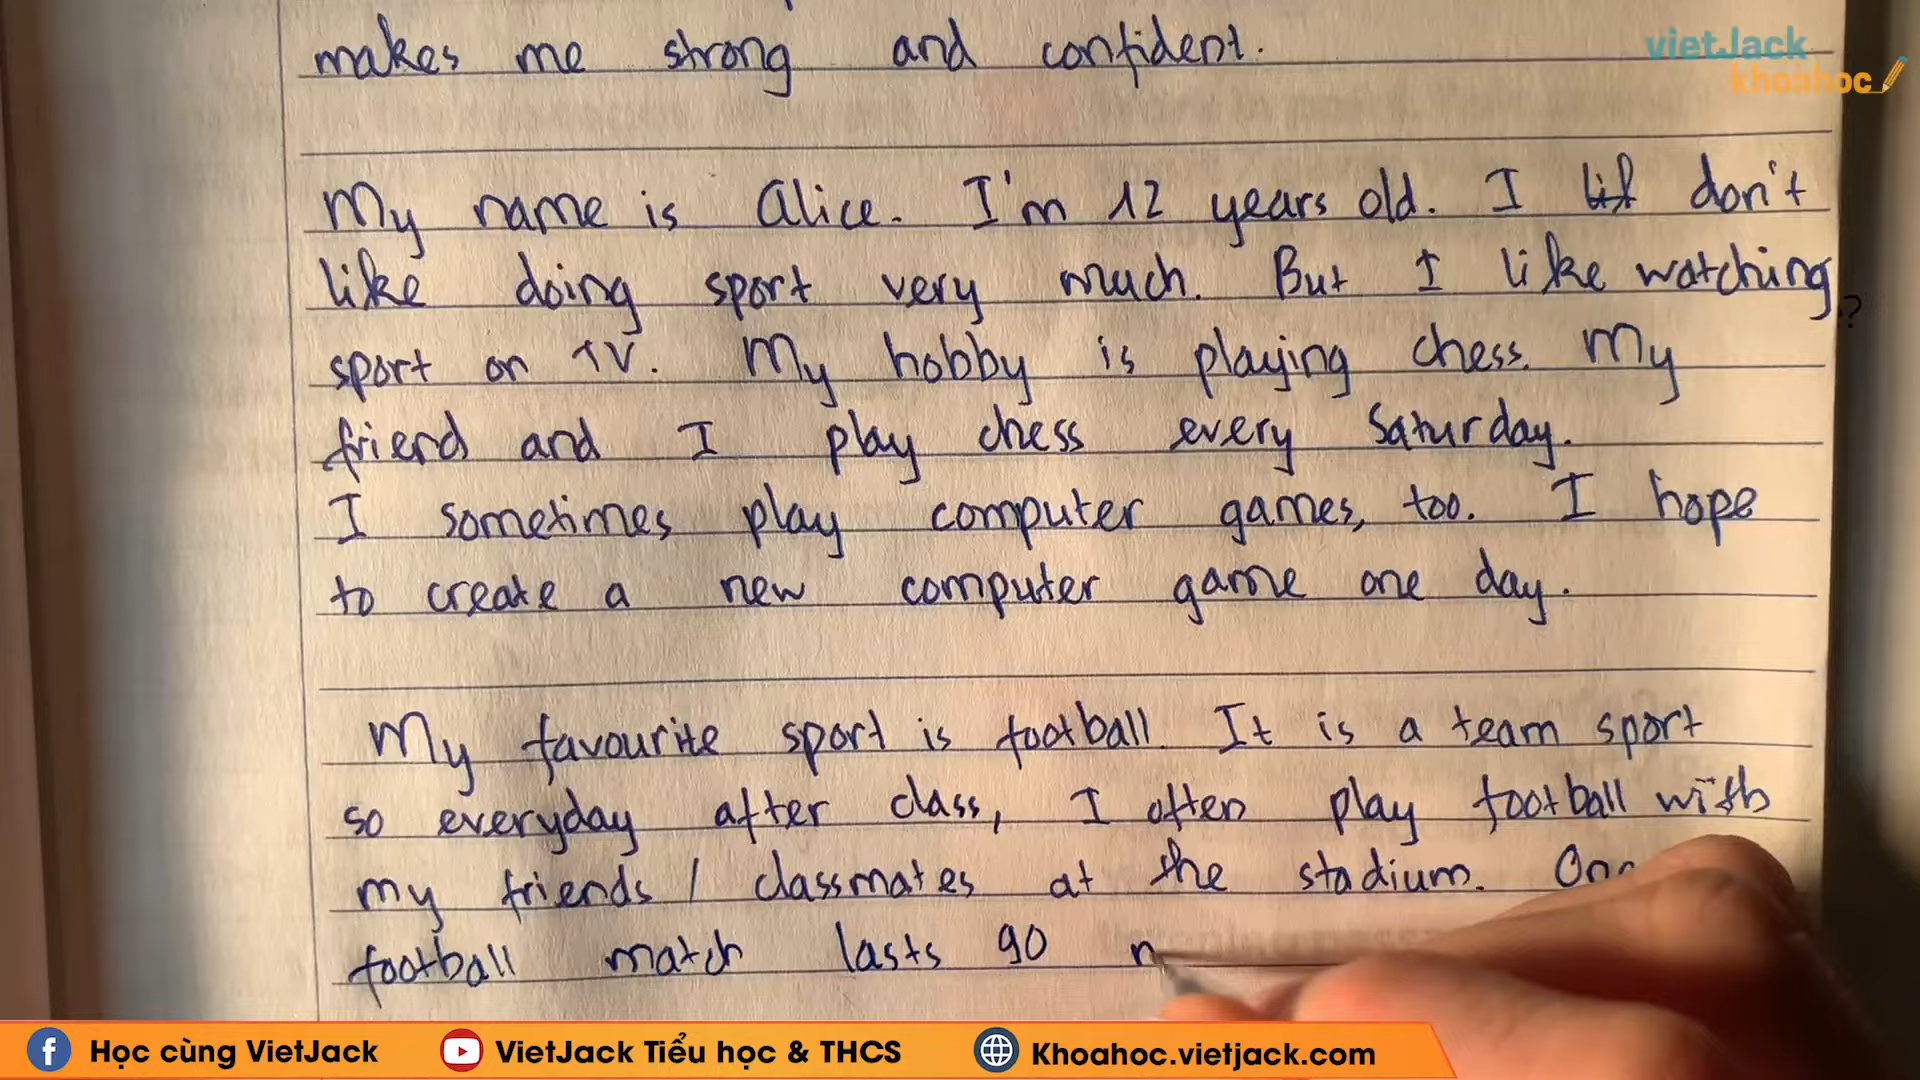 makes me strong and confident.
vietJack
khoahoc
My name is Alice. I'm 12 years old. I don't
like doing sport very much. But I like watching
?
sport on TV. My hobby is playing chess. My
friend and I play chess every Saturday.
I sometimes play computer games, too. I hope
to create a new computer game one day.
My favourite sport is football. It is a team sport
so everyday after class, I often play football with
my friends / classmates at the stadium.
football match lasts 90
Học cùng VietJack
VietJack Tiểu học & THCS
Khoahoc.vietjack.com